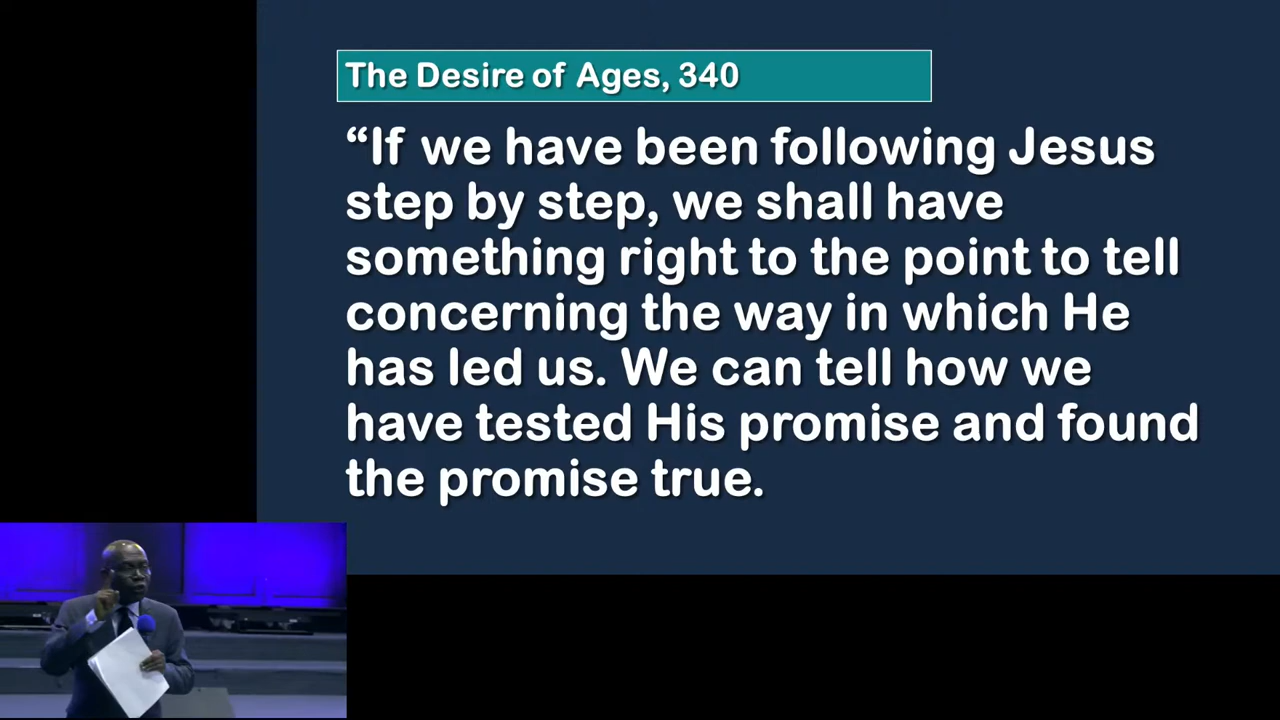 The Desire of Ages, 340
“If we have been following Jesus
step by step, we shall have
something right to the point to tell
concerning the way in which He
has led us. We can tell how we
have tested His promise and found
the promise true.